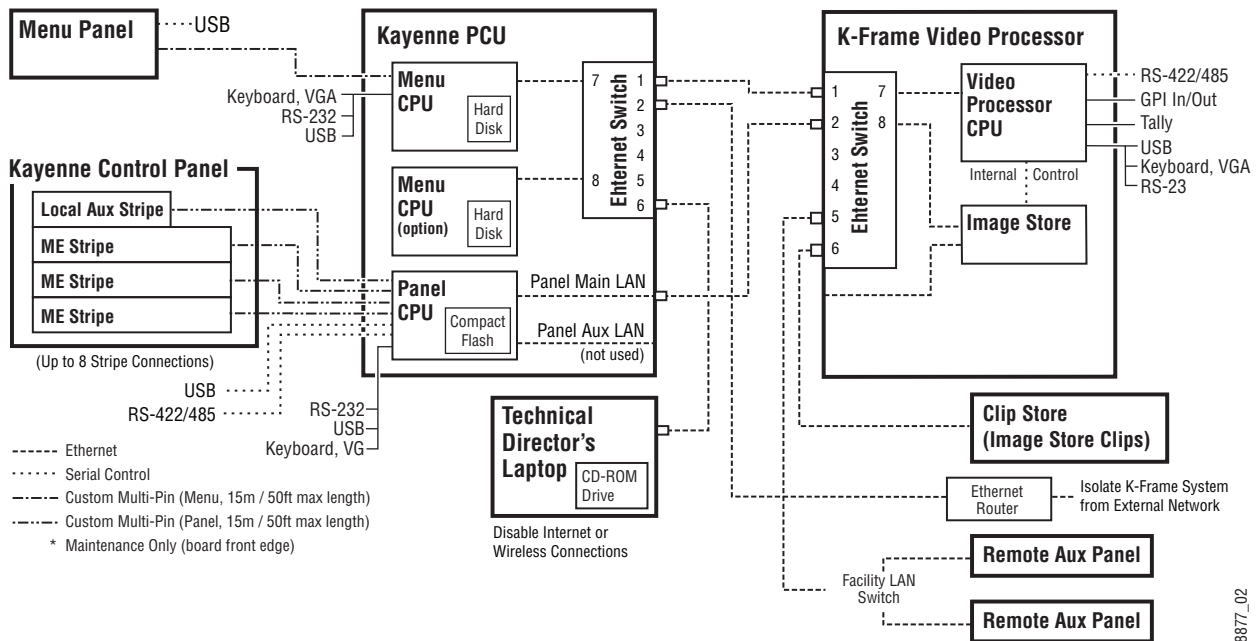 Menu Panel
USB
Kayenne PCU
Menu
CPU
Hard
Disk
Keyboard, VGA
RS-232
USB
7
8
Ehternet Switch
1
2
3
4
5
6
Menu
CPU
(option)
Hard
Disk
Panel
CPU
Compact
Flash
Panel Main LAN
Panel Aux LAN
(not used)
Kayenne Control Panel
Local Aux Stripe
ME Stripe
ME Stripe
ME Stripe
(Up to 8 Stripe Connections)
USB
RS-422/485
RS-232
USB
Keyboard, VG
Ethernet
Serial Control
Custom Multi-Pin (Menu, 15m / 50ft max length)
Custom Multi-Pin (Panel, 15m / 50ft max length)
* Maintenance Only (board front edge)
Technical
Director's
Laptop
CD-ROM
Drive
Disable Internet or
Wireless Connections
K-Frame Video Processor
1
2
3
4
5
6
7
8
Ehternet Switch
Video
Processor
CPU
Internal Control
Image Store
RS-422/485
GPI In/Out
Tally
USB
Keyboard, VGA
RS-23
Clip Store
(Image Store Clips)
Ethernet
Router
Isolate K-Frame System
from External Network
Remote Aux Panel
Facility LAN
Switch
Remote Aux Panel
8877_02